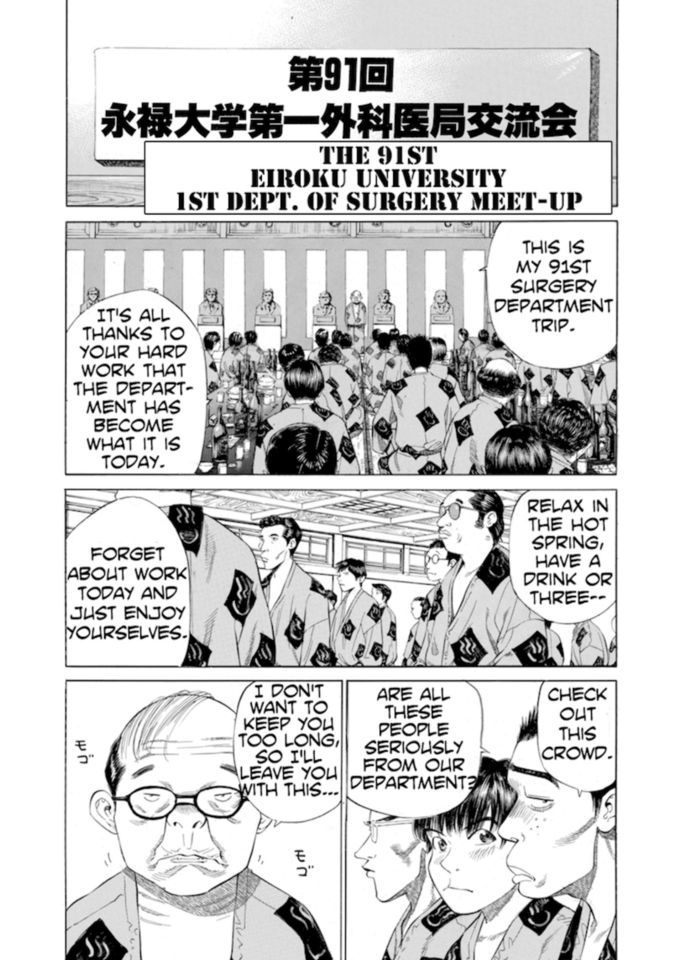 第91回
永禄大学第一外科医局交流会
THE 91ST
EIROKU UNIVERSITY
1ST DEPT. OF SURGERY MEET-UP
THIS IS
MY 91ST
SURGERY
DEPARTMENT
TRIP.
IT'S ALL
THANKS TO
YOUR HARD
WORK THAT
THE DEPART-
MENT HAS
BECOME
WHAT IT IS
TODAY.
RELAX IN
THE HOT
SPRING,
HAVE A
DRINK OR
THREE--
FORGET
ABOUT WORK
TODAY AND
JUST ENJOY
YOURSELVES.
CHECK
OUT
THIS
CROWD.
ARE ALL
THESE
PEOPLE
SERIOUSLY
FROM OUR
DEPARTMENT?
I DON'T
WANT TO
KEEP YOU
TOO LONG,
SO I'LL
LEAVE YOU
WITH THIS...
モゴ
モゴ